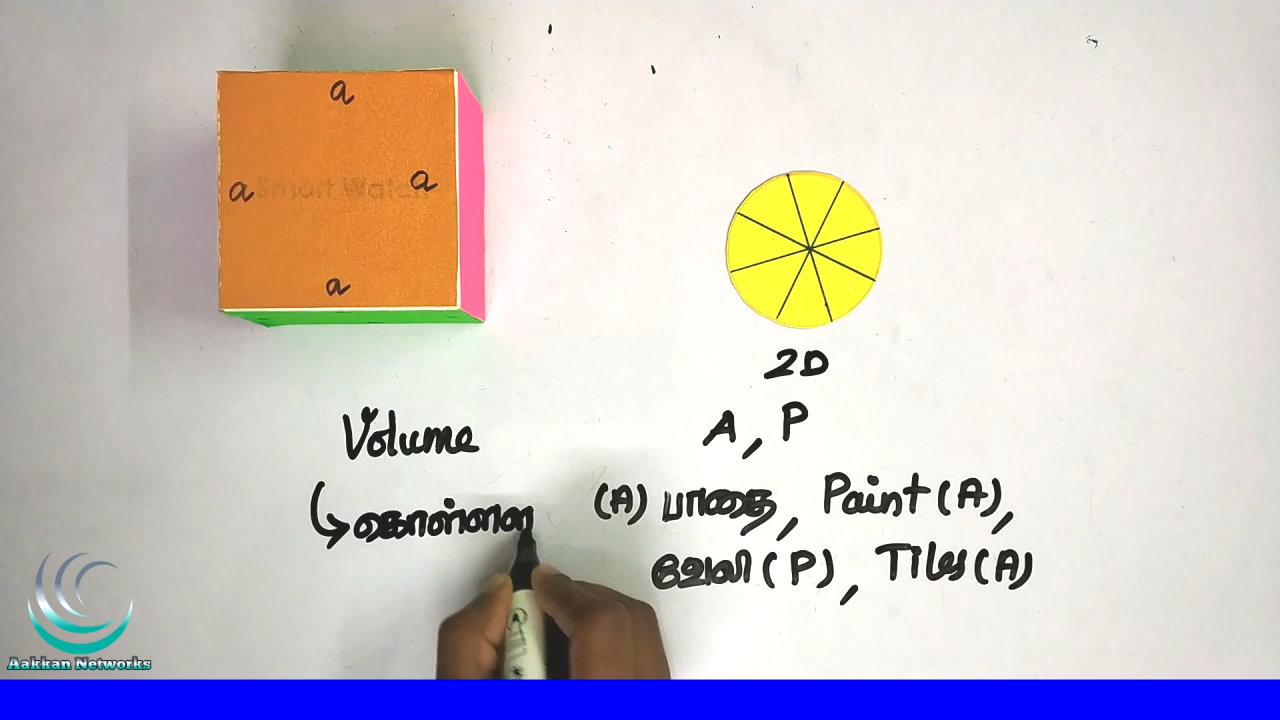 a
a
Smart Watch
a
a
2D
Volume
A, P
கொள்ளள
(A) பாதை, Paint (A),
வேலி (P), Tiles (A)
Aakkan Networks